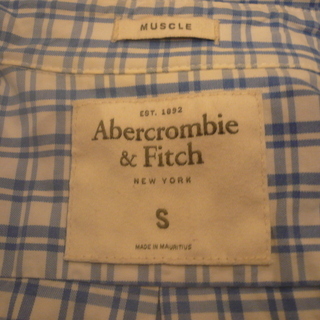 MUSCLE
EST. 1892
Abercrombie
& Fitch
NEW YORK
S
MADE IN MAURITIUS